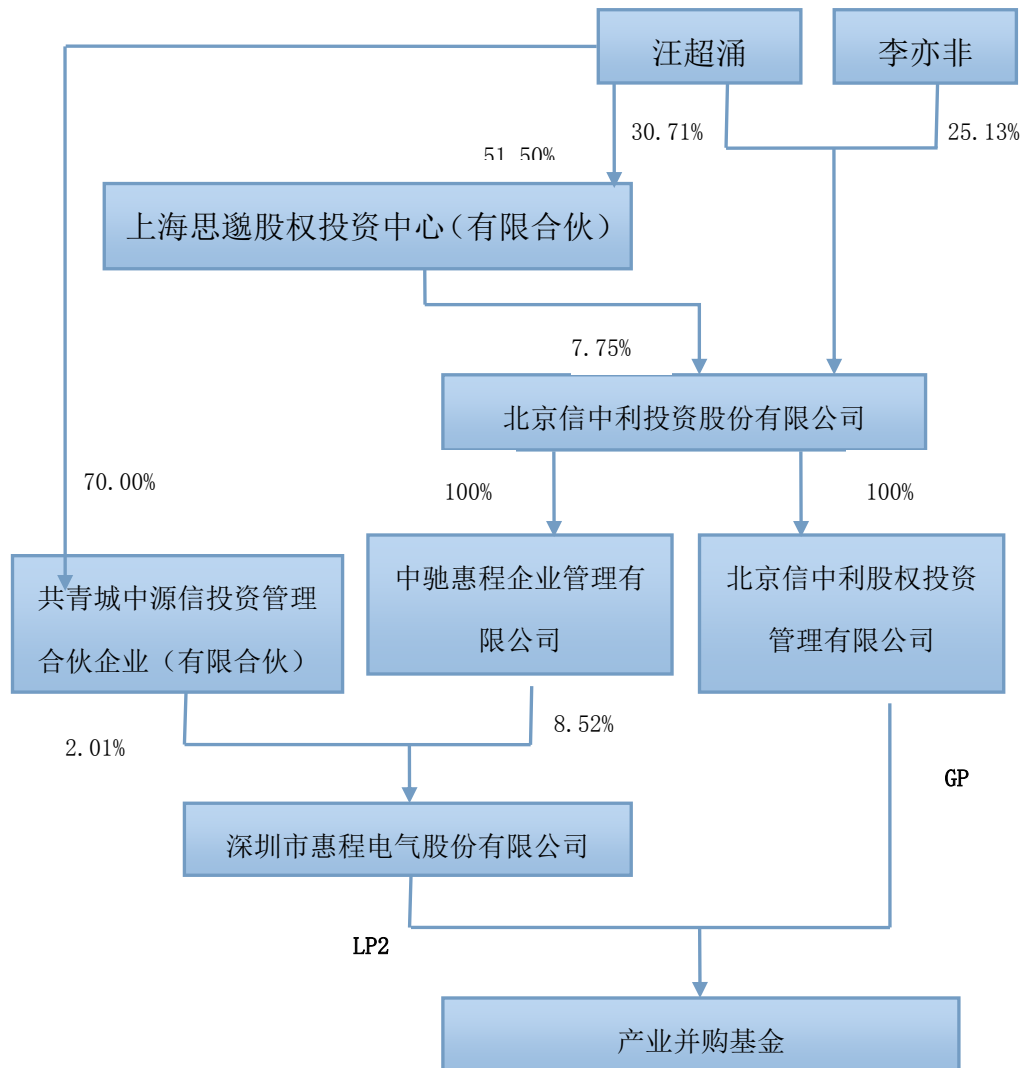 汪超涌
李亦非
30.71%
25.13%
51.50%
上海思邈股权投资中心（有限合伙）
7.75%
北京信中利投资股份有限公司
70.00%
100%
100%
共青城中源信投资管理
合伙企业（有限合伙）
中驰惠程企业管理有
限公司
北京信中利股权投资
管理有限公司
2.01%
8.52%
GP
深圳市惠程电气股份有限公司
LP2
产业并购基金